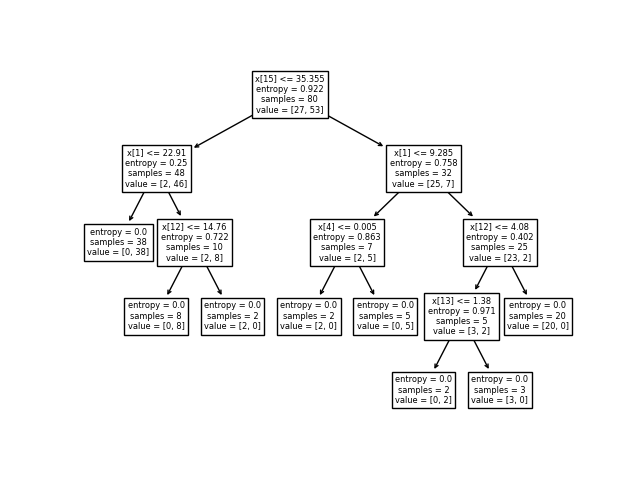 x[15] <= 35.355
entropy = 0.922
samples = 80
value = [27, 53]
x[1] <= 22.91
entropy = 0.25
samples = 48
value = [2, 46]
x[1] <= 9.285
entropy = 0.758
samples = 32
value = [25, 7]
entropy = 0.0
samples = 38
value = [0, 38]
x[12] <= 14.76
entropy = 0.722
samples = 10
value = [2, 8]
x[4] <= 0.005
entropy = 0.863
samples = 7
value = [2, 5]
x[12] <= 4.08
entropy = 0.402
samples = 25
value = [23, 2]
entropy = 0.0
samples = 8
value = [0, 8]
entropy = 0.0
samples = 2
value = [2, 0]
entropy = 0.0
samples = 2
value = [2, 0]
entropy = 0.0
samples = 5
value = [0, 5]
x[13] <= 1.38
entropy = 0.971
samples = 5
value = [3, 2]
entropy = 0.0
samples = 20
value = [20, 0]
entropy = 0.0
samples = 2
value = [0, 2]
entropy = 0.0
samples = 3
value = [3, 0]